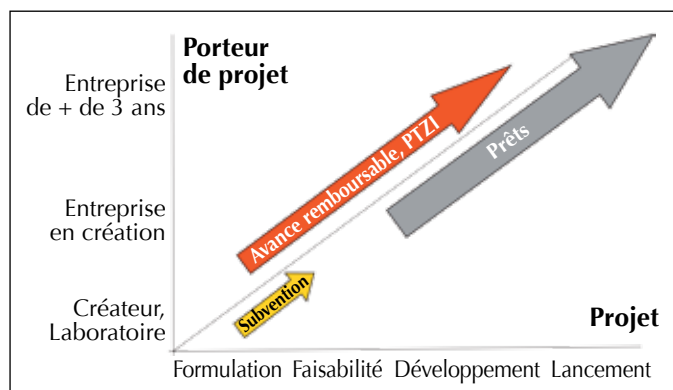 Porteur
de projet
Entreprise
de + de 3 ans
Entreprise
en création
Créateur,
Laboratoire
Avance remboursable, PTZI
Prêts
Subvention
Projet
Formulation Faisabilité Développement Lancement